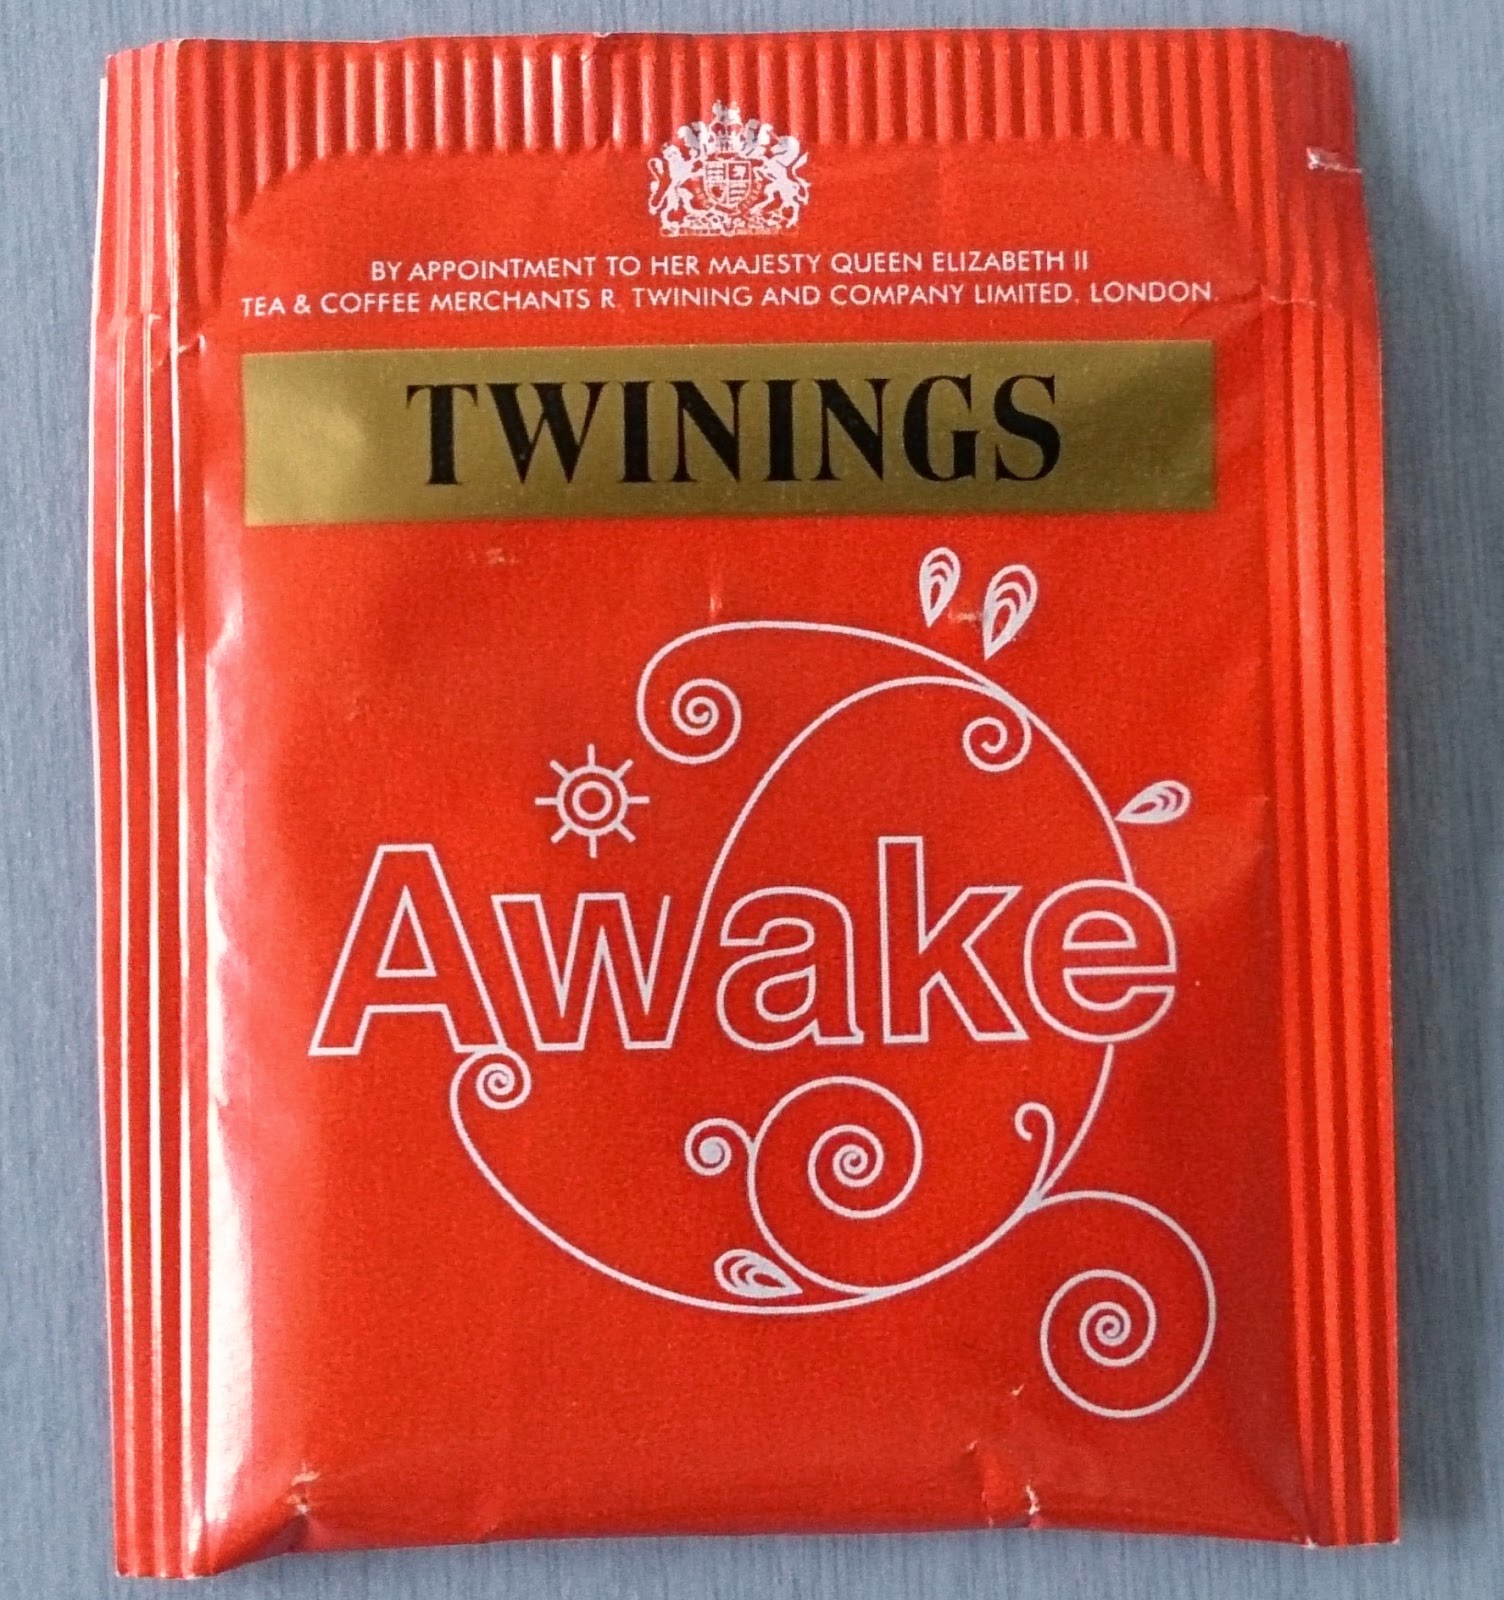 BY APPOINTMENT TO HER MAJESTY QUEEN ELIZABETH II
TEA & COFFEE MERCHANTS R. TWINING AND COMPANY LIMITED, LONDON.
TWININGS
Awake